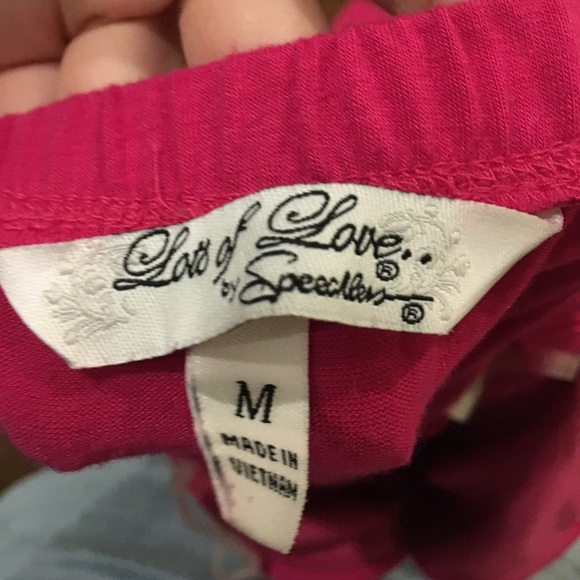 Lots of Love..®
by Speechless®
M
MADE IN
VIETNAM